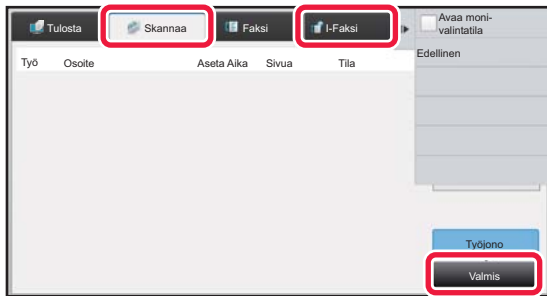 Tulosta
Skannaa
Faksi
I-Faksi
Avaa moni-
valintatila
Edellinen
Työ Osoite Aseta Aika Sivua Tila
Työjono
Valmis